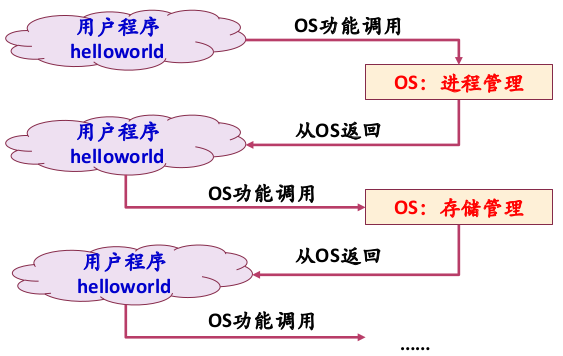 用户程序
helloworld
OS功能调用
OS：进程管理
从OS返回
用户程序
helloworld
OS功能调用
OS：存储管理
从OS返回
用户程序
helloworld
OS功能调用
……